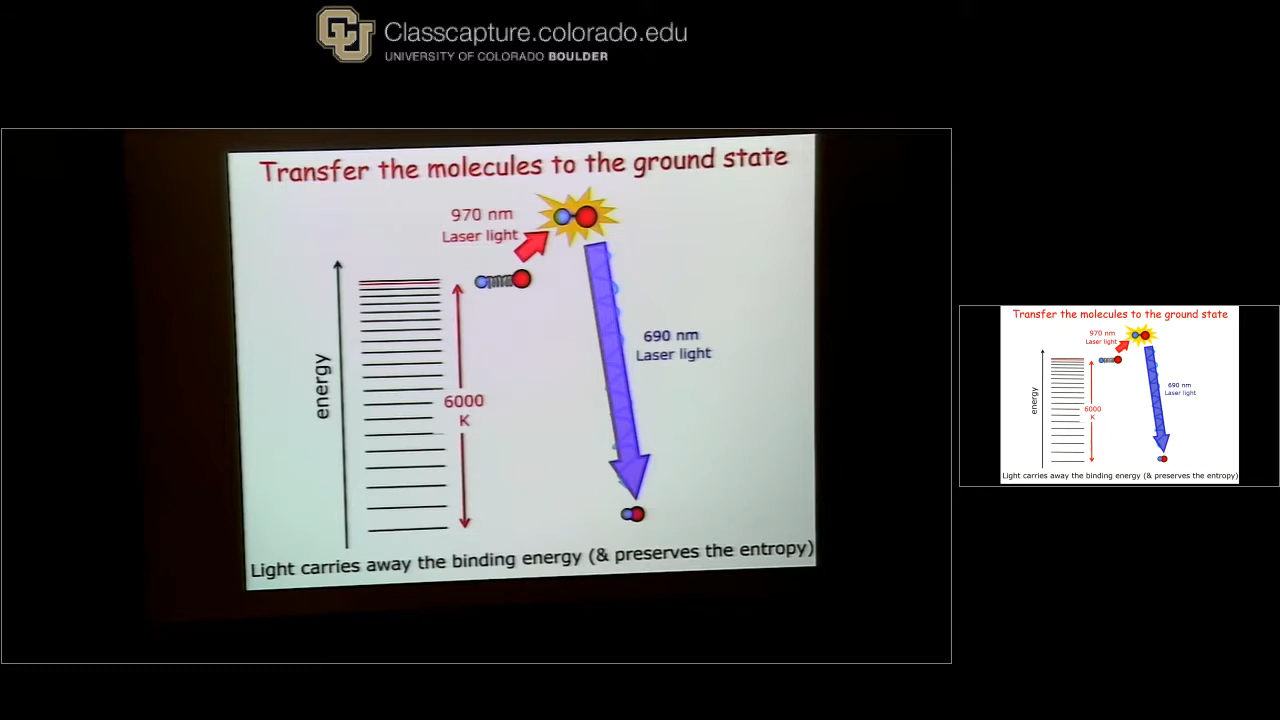 Classcapture.colorado.edu
UNIVERSITY OF COLORADO BOULDER
Transfer the molecules to the ground state
970 nm
Laser light
energy
6000
K
690 nm
Laser light
Light carries away the binding energy (& preserves the entropy)
Transfer the molecules to the ground state
970 nm
Laser light
energy
6000
K
690 nm
Laser light
Light carries away the binding energy (& preserves the entropy)